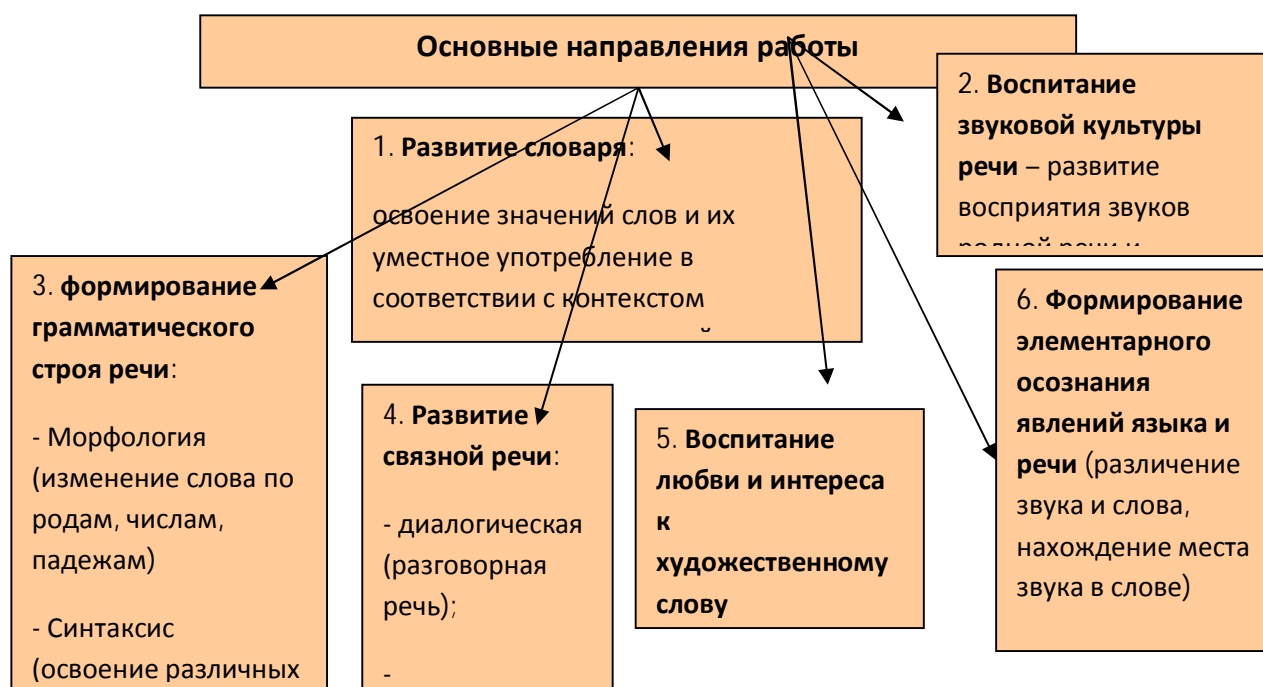 Основные направления работы
1. Развитие словаря:
освоение значений слов и их
уместное употребление в
соответствии с контекстом
2. Воспитание
звуковой культуры
речи – развитие
восприятия звуков
родной речи и
3. формирование
грамматического
строя речи:
- Морфология
(изменение слова по
родам, числам,
падежам)
- Синтаксис
(освоение различных
4. Развитие
связной речи:
- диалогическая
(разговорная
речь);
-
5. Воспитание
любви и интереса
к
художественному
слову
6. Формирование
элементарного
осознания
явлений языка и
речи (различение
звука и слова,
нахождение места
звука в слове)